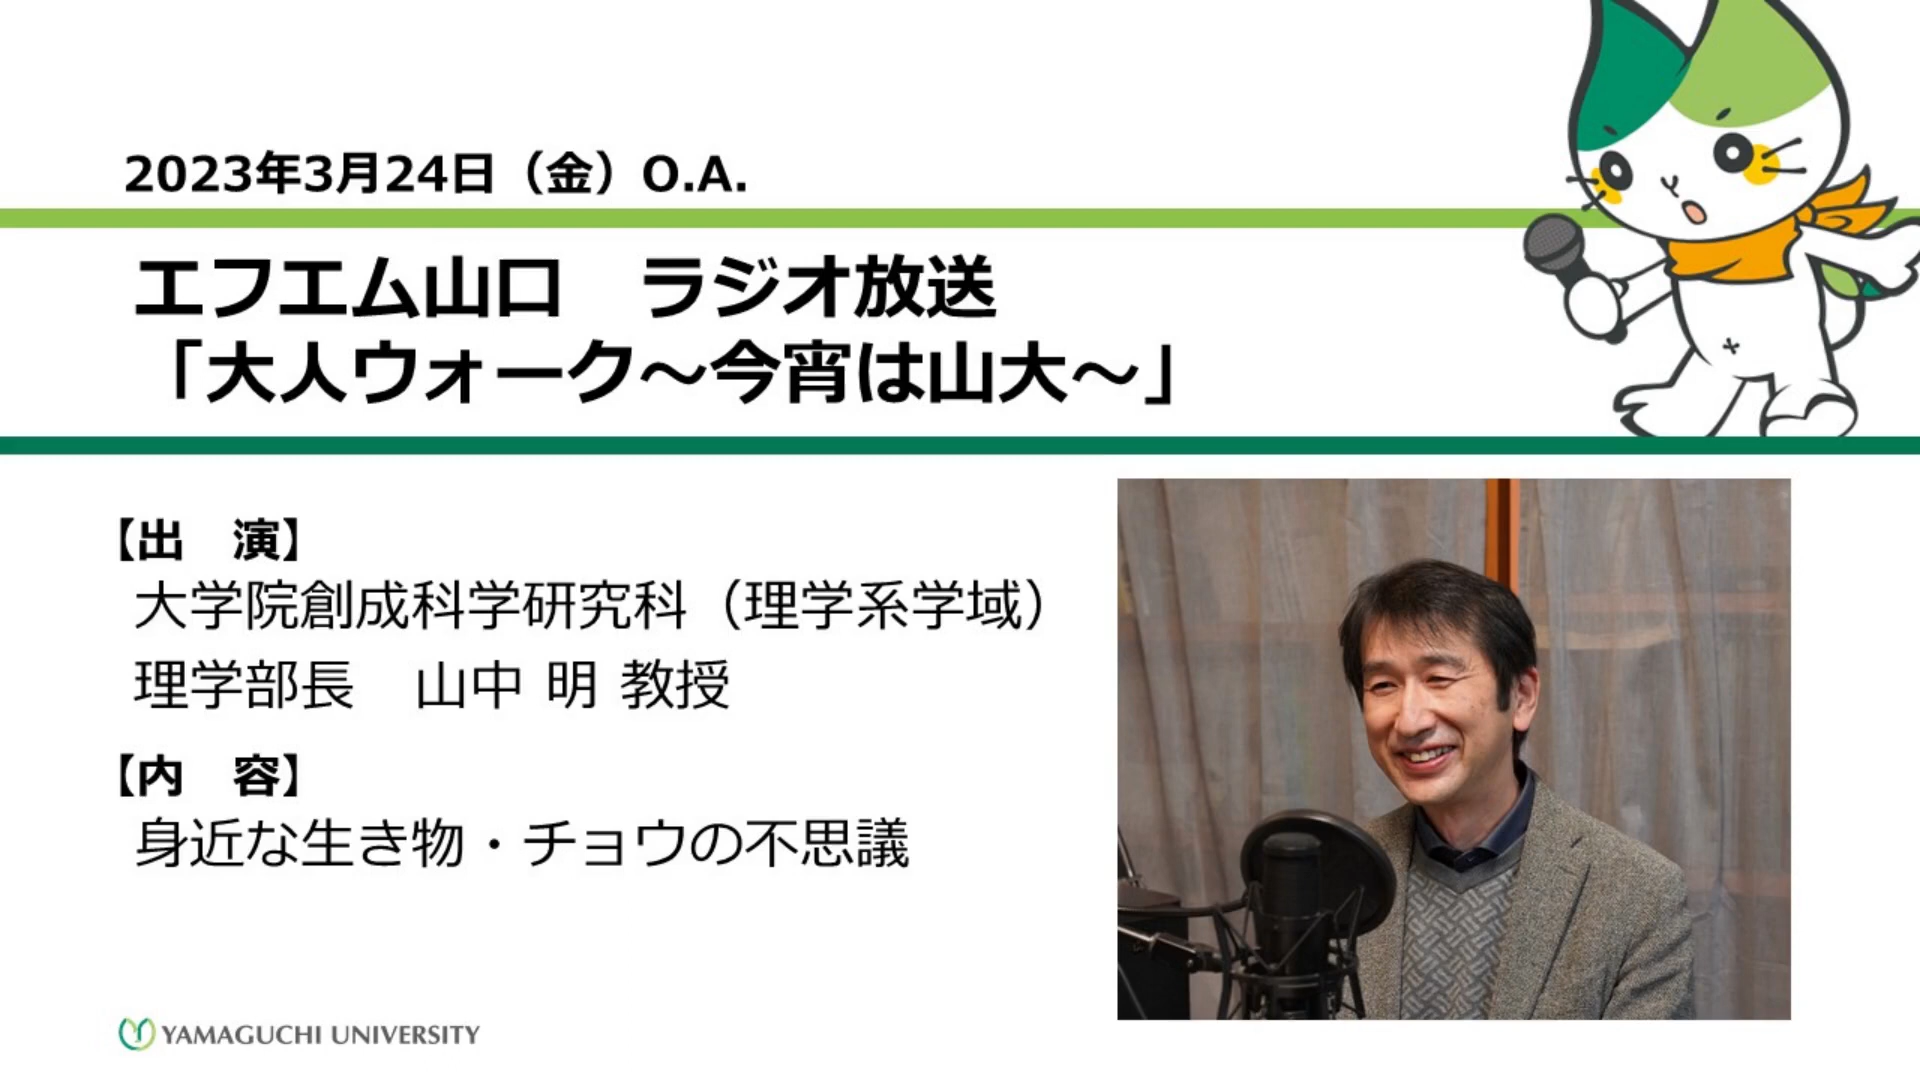 2023年3月24日（金）O.A.
エフエム山口　ラジオ放送
「大人ウォーク～今宵は山大～」
【出　演】
大学院創成科学研究科（理学系学域）
理学部長　山中 明 教授
【内　容】
身近な生き物・チョウの不思議
YAMAGUCHI UNIVERSITY